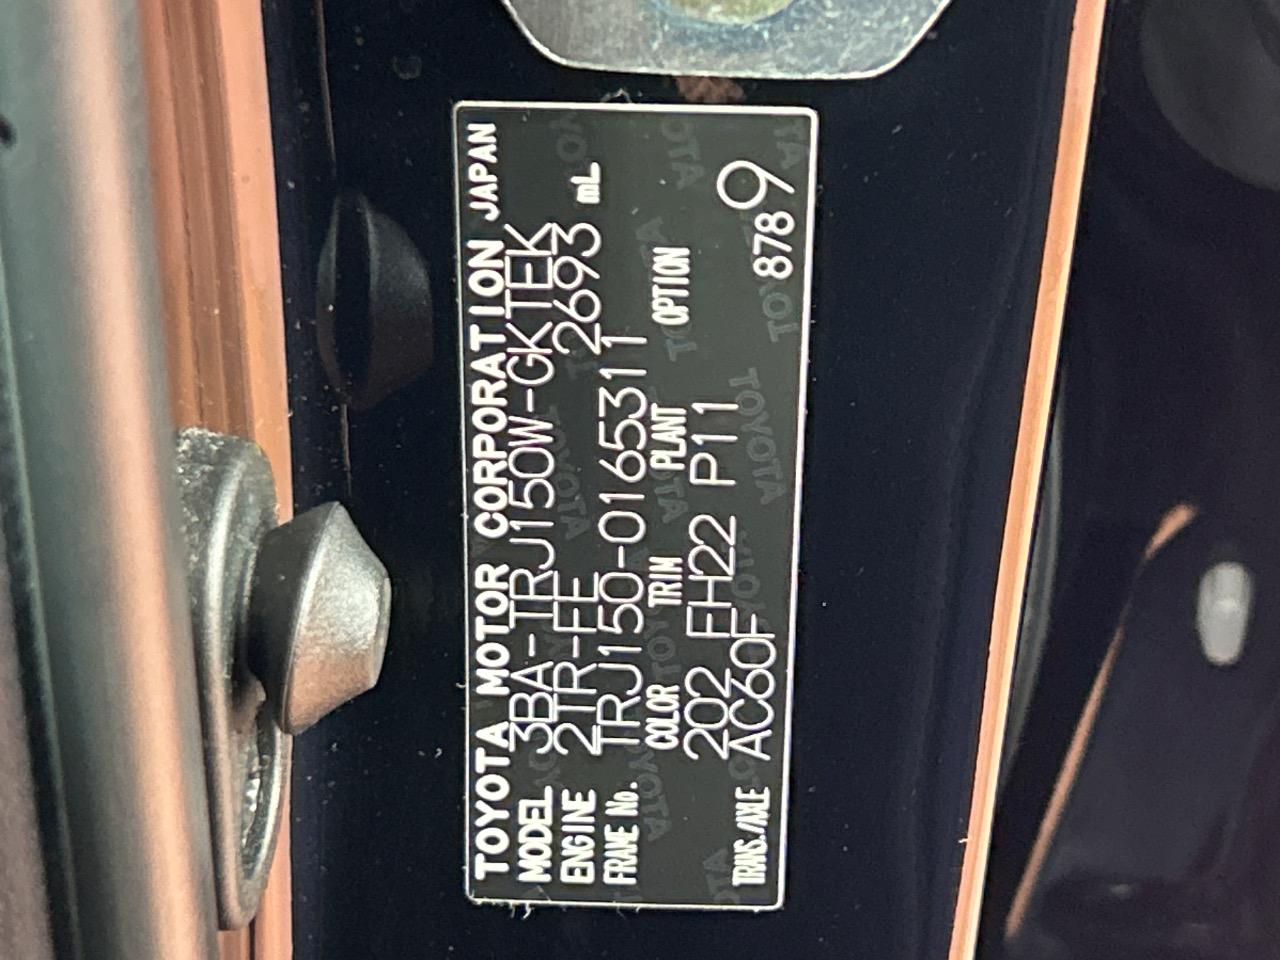 TOYOTA MOTOR CORPORATION JAPAN
MODEL 3BA-TRJ150W-GKTEK
ENGINE 2TR-FE 2693 mL
FRAME No. TRJ150-0165311
COLOR TRIM PLANT OPTION
202 FH22 P11
TRANS./AXLE AC60F 8789